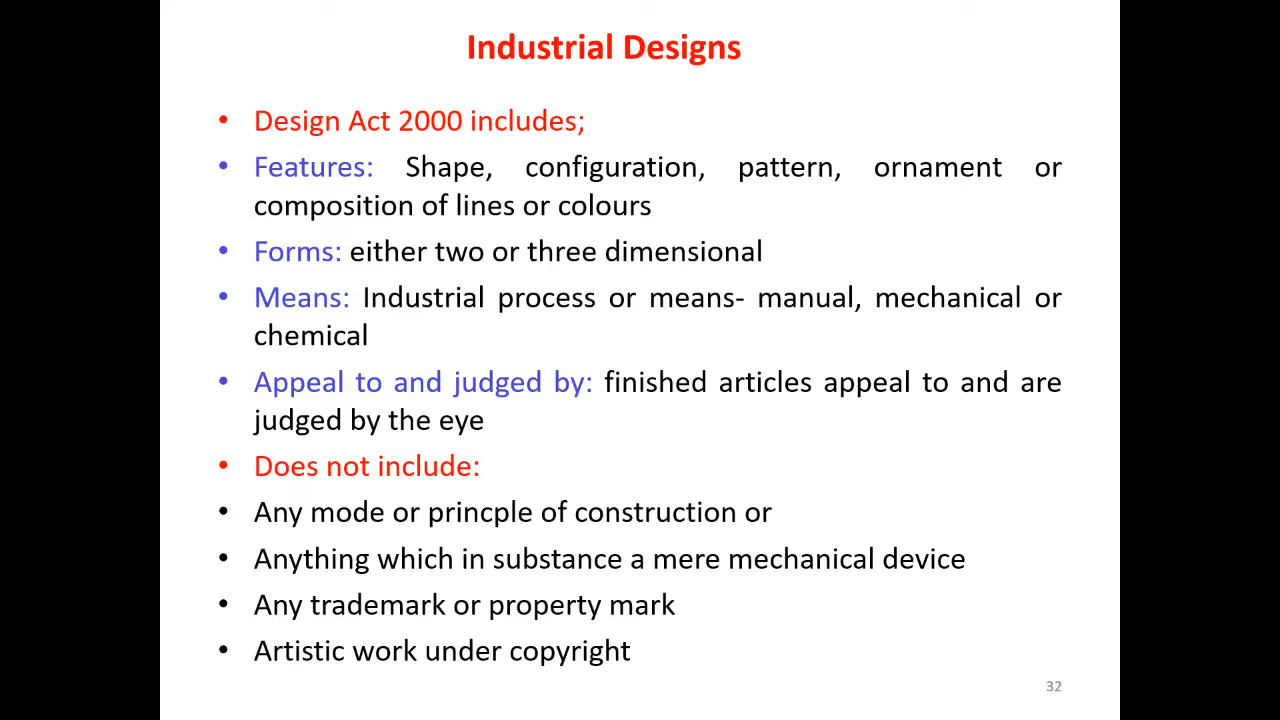 Industrial Designs
• Design Act 2000 includes;
• Features: Shape, configuration, pattern, ornament or
composition of lines or colours
• Forms: either two or three dimensional
• Means: Industrial process or means- manual, mechanical or
chemical
• Appeal to and judged by: finished articles appeal to and are
judged by the eye
• Does not include:
• Any mode or princple of construction or
• Anything which in substance a mere mechanical device
• Any trademark or property mark
• Artistic work under copyright
32